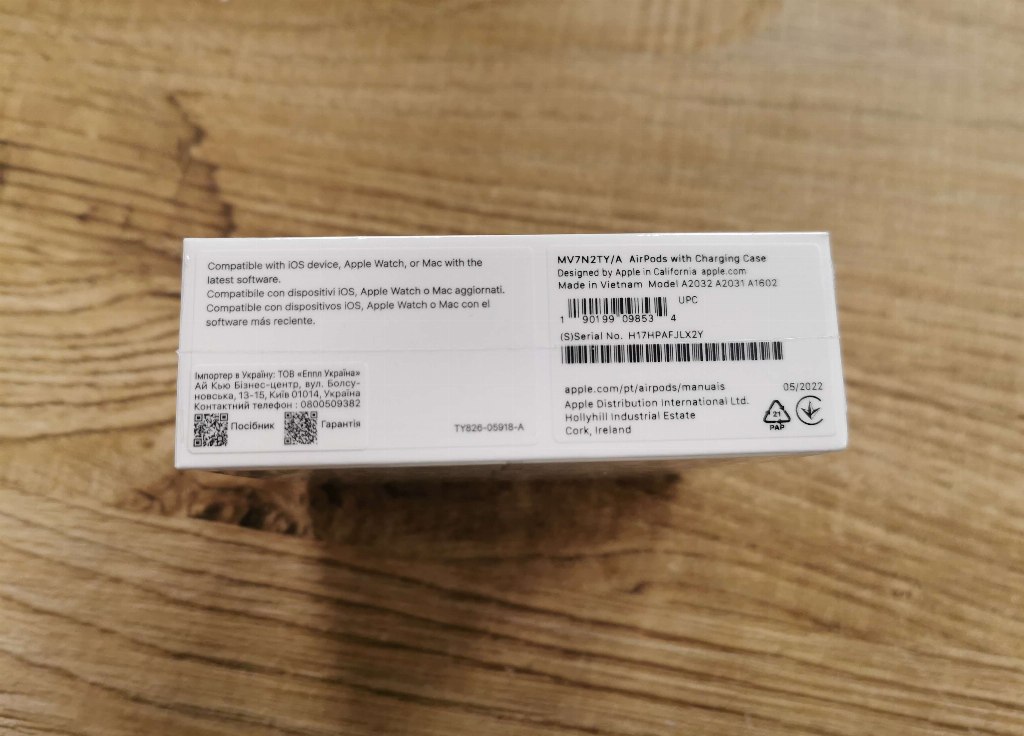 Compatible with iOS device, Apple Watch, or Mac with the
latest software.
Compatibile con dispositivi iOS, Apple Watch o Mac aggiornati.
Compatible con dispositivos iOS, Apple Watch o Mac con el
software más reciente.
Імпортер в Україну: ТОВ «Еппл Україна»
Ай Кью Бізнес-центр, вул. Болсу-
новська, 13-15, Київ 01014, Україна
Контактний телефон : 0800509382
Посібник
Гарантія
TY826-05918-A
MV7N2TY/A AirPods with Charging Case
Designed by Apple in California apple.com
Made in Vietnam Model A2032 A2031 A1602
UPC
1 90199 09853 4
(S)Serial No. H17HPAFJLX2Y
apple.com/pt/airpods/manuais
05/2022
Apple Distribution International Ltd.
Hollyhill Industrial Estate
Cork, Ireland
21
PAP